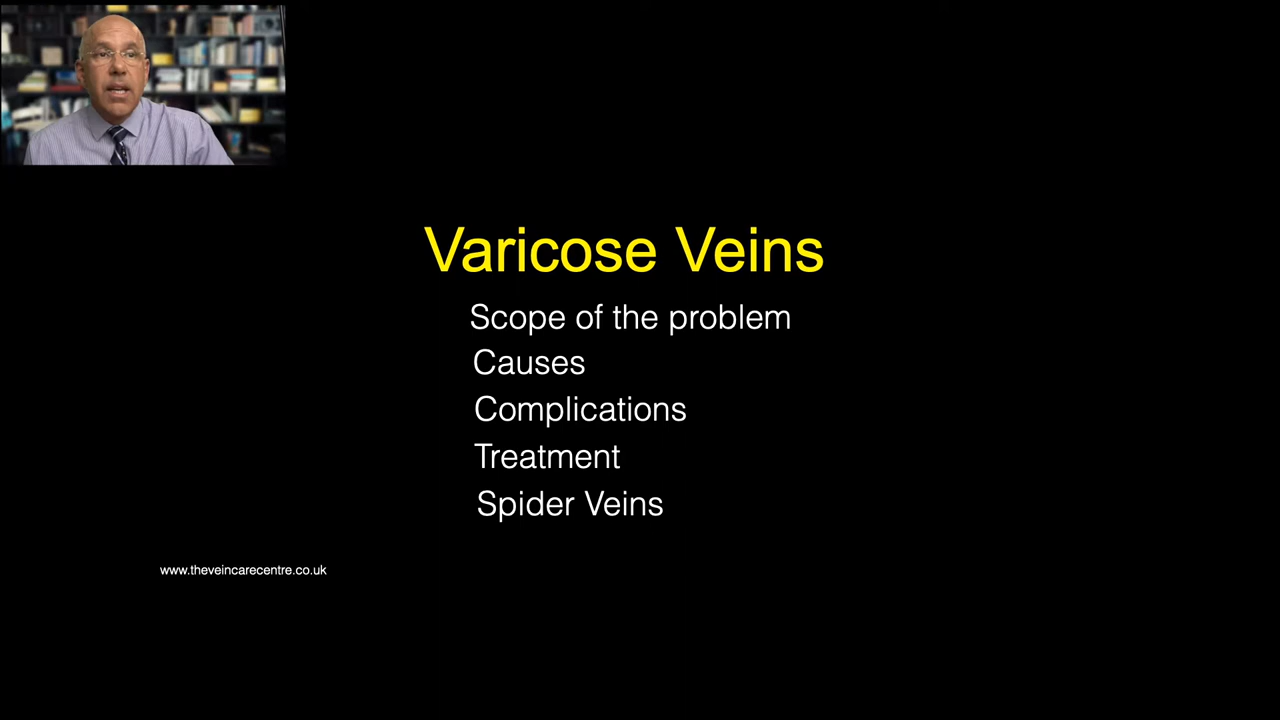 Varicose Veins
Scope of the problem
Causes
Complications
Treatment
Spider Veins
www.theveincarecentre.co.uk